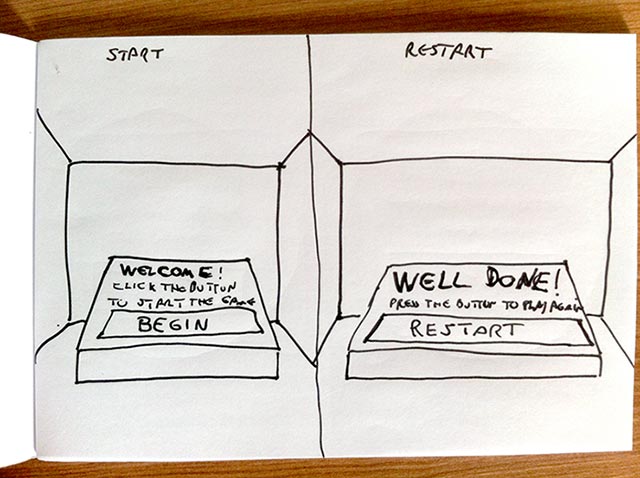 START
WELCOME!
CLICK THE BUTTON
TO START THE GAME
BEGIN
RESTART
WELL DONE!
PRESS THE BUTTON TO PLAY AGAIN
RESTART